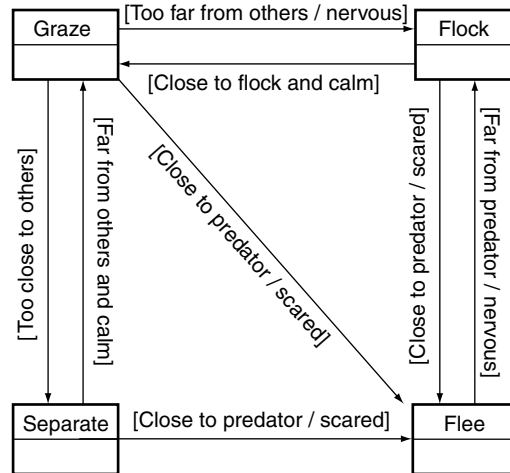 Graze
[Too far from others / nervous]
Flock
[Close to flock and calm]
[Too close to others]
[Far from others and calm]
[Close to predator / scared]
[Close to predator / scared]
[Far from predator / nervous]
Separate
[Close to predator / scared]
Flee